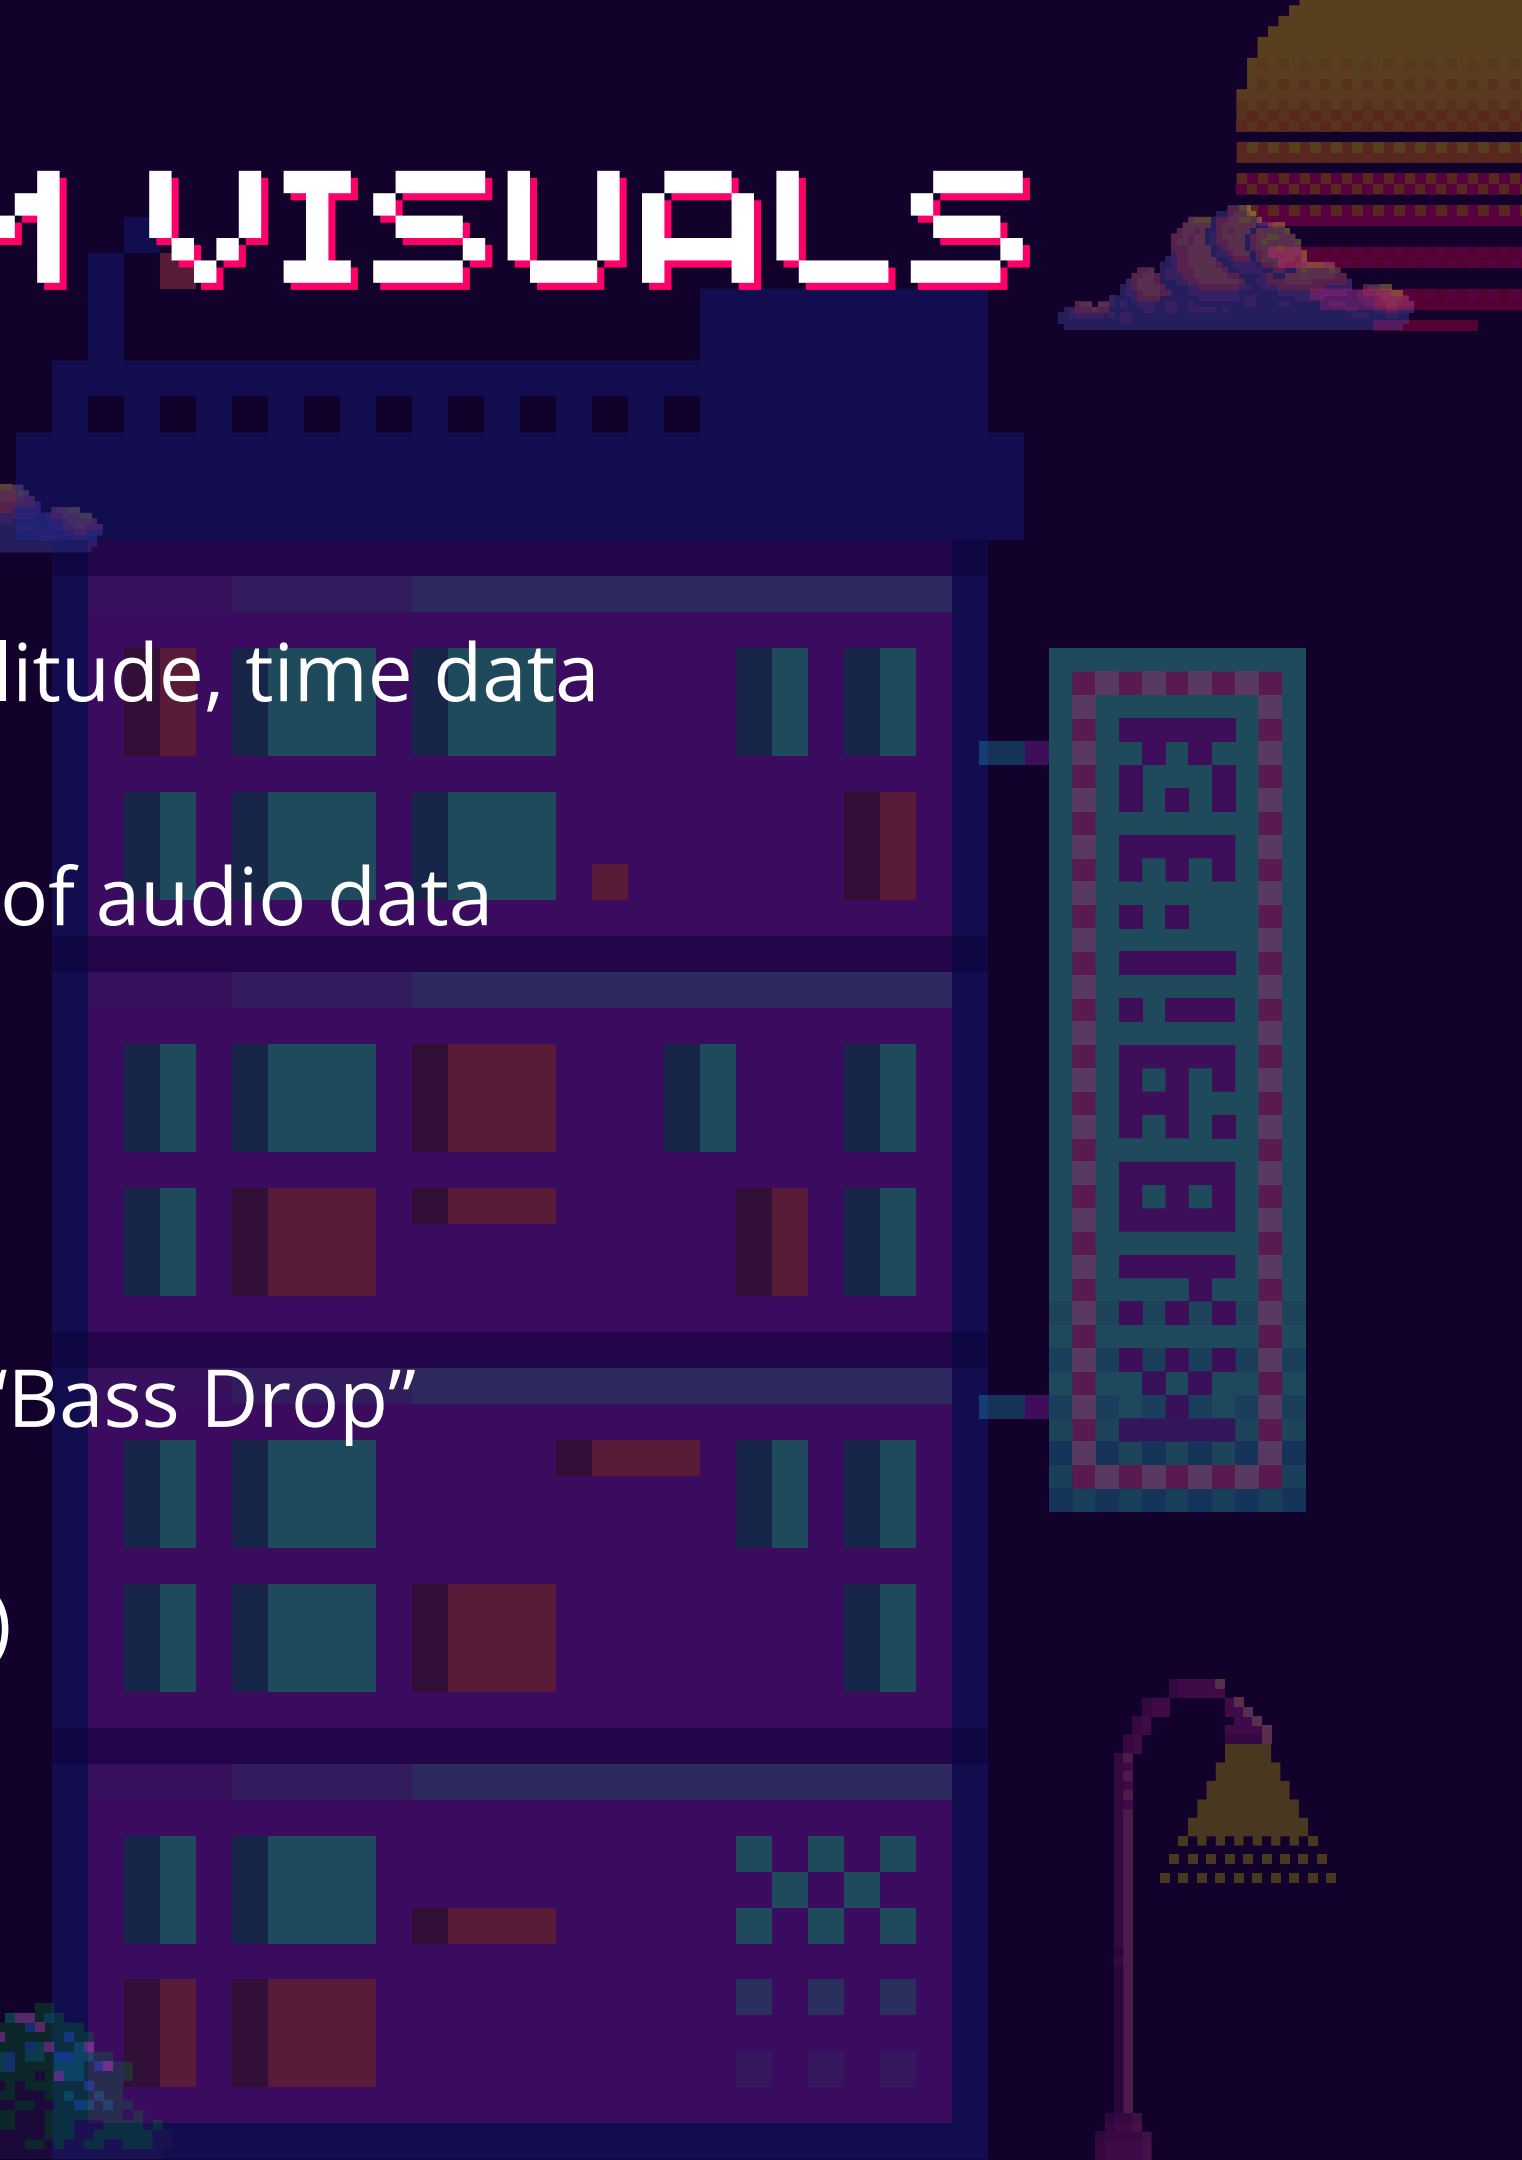 M VISUALS
litude, time data
of audio data
“Bass Drop”
)